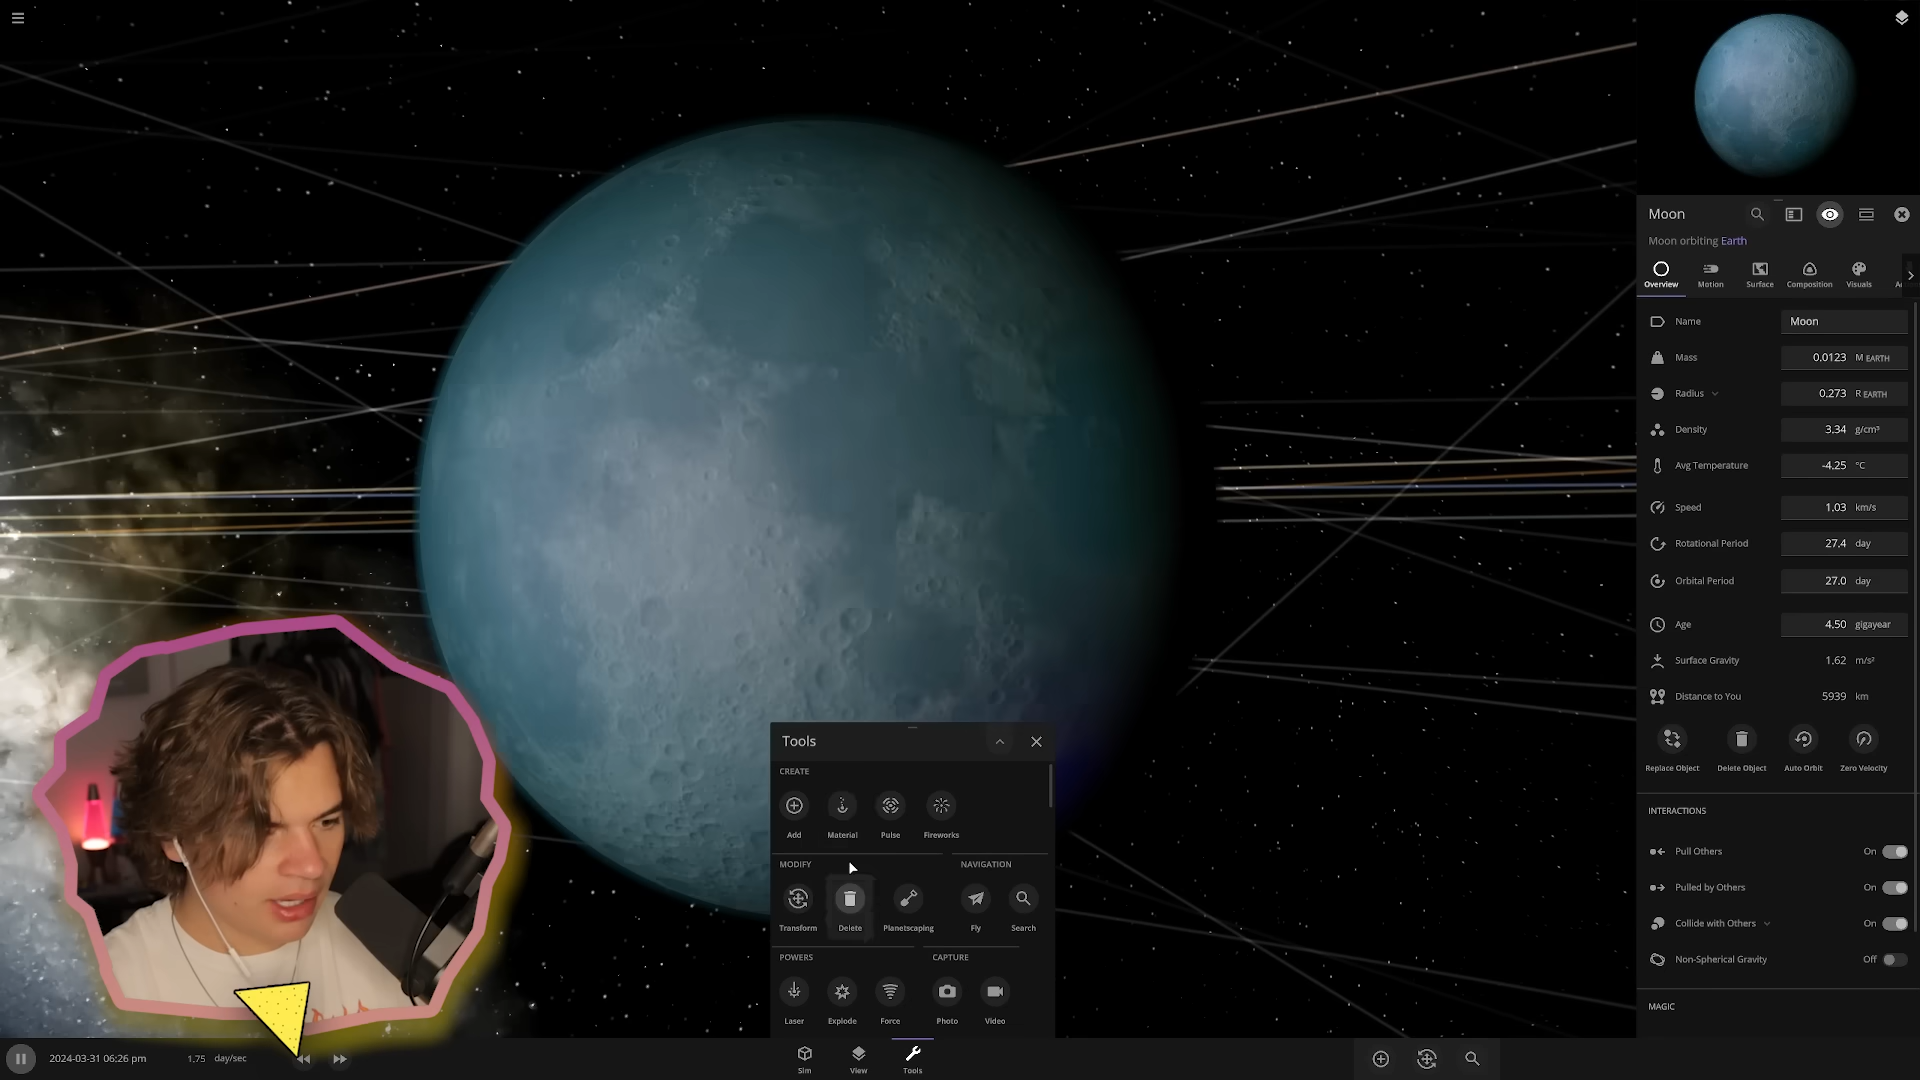 Moon
Moon orbiting Earth
Overview Motion Surface Composition Visuals
Name Moon
Mass 0.0123 M EARTH
Radius 0.273 R EARTH
Density 3.34 g/cm³
Avg Temperature -4.25 °C
Speed 1.03 km/s
Rotational Period 27.4 day
Orbital Period 27.0 day
Age 4.50 gigayear
Surface Gravity 1.62 m/s²
Distance to You 5939 km
Replace Object Delete Object Auto Orbit Zero Velocity
INTERACTIONS
Pull Others On
Pulled by Others On
Collide with Others On
Non-Spherical Gravity Off
MAGIC
Tools
CREATE
Add Material Pulse Fireworks
MODIFY NAVIGATION
Transform Delete Planetscaping Fly Search
POWERS CAPTURE
Laser Explode Force Photo Video
2024-03-31 06:26 pm 1.75 day/sec
Sim View Tools